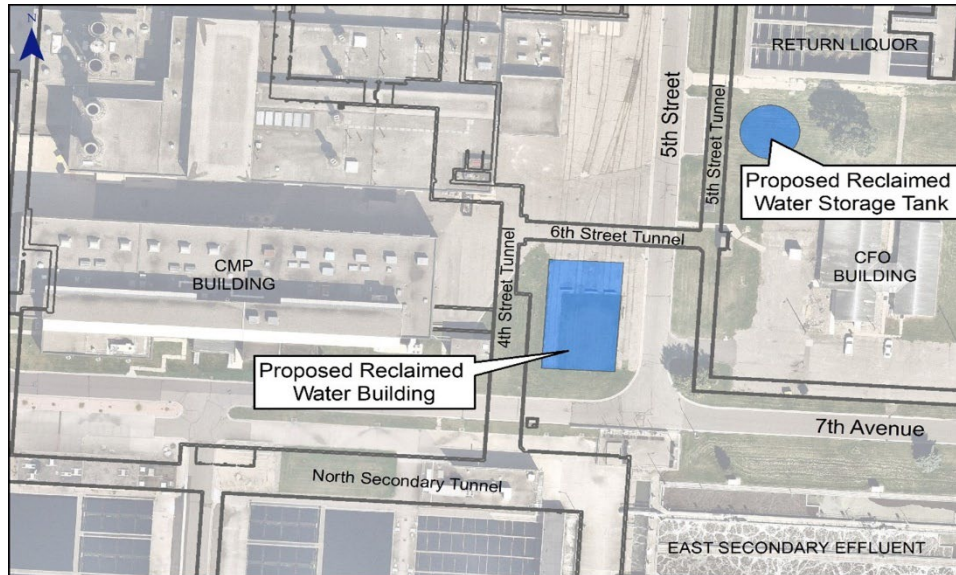 N
RETURN LIQUOR
5th Street
5th Street Tunnel
Proposed Reclaimed
Water Storage Tank
6th Street Tunnel
CMP
BUILDING
4th Street Tunnel
CFO
BUILDING
Proposed Reclaimed
Water Building
7th Avenue
North Secondary Tunnel
EAST SECONDARY EFFLUENT